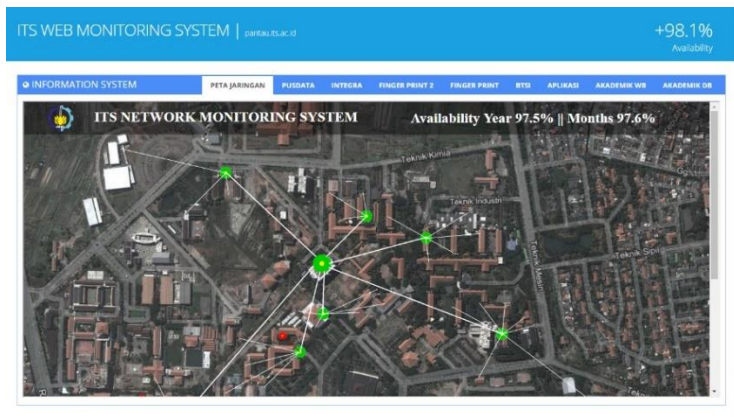 ITS WEB MONITORING SYSTEM | pantau.its.ac.id
+98.1%
Availability
INFORMATION SYSTEM
PETA JARINGAN PUSDATA INTEGRA FINGER PRINT 2 FINGER PRINT BTSI APLIKASI AKADEMIK WB AKADEMIK DB
ITS NETWORK MONITORING SYSTEM
Availability Year 97.5% || Months 97.6%
Teknik Kimia
Teknik Industri
Teknik Mesin
Teknik Sipil